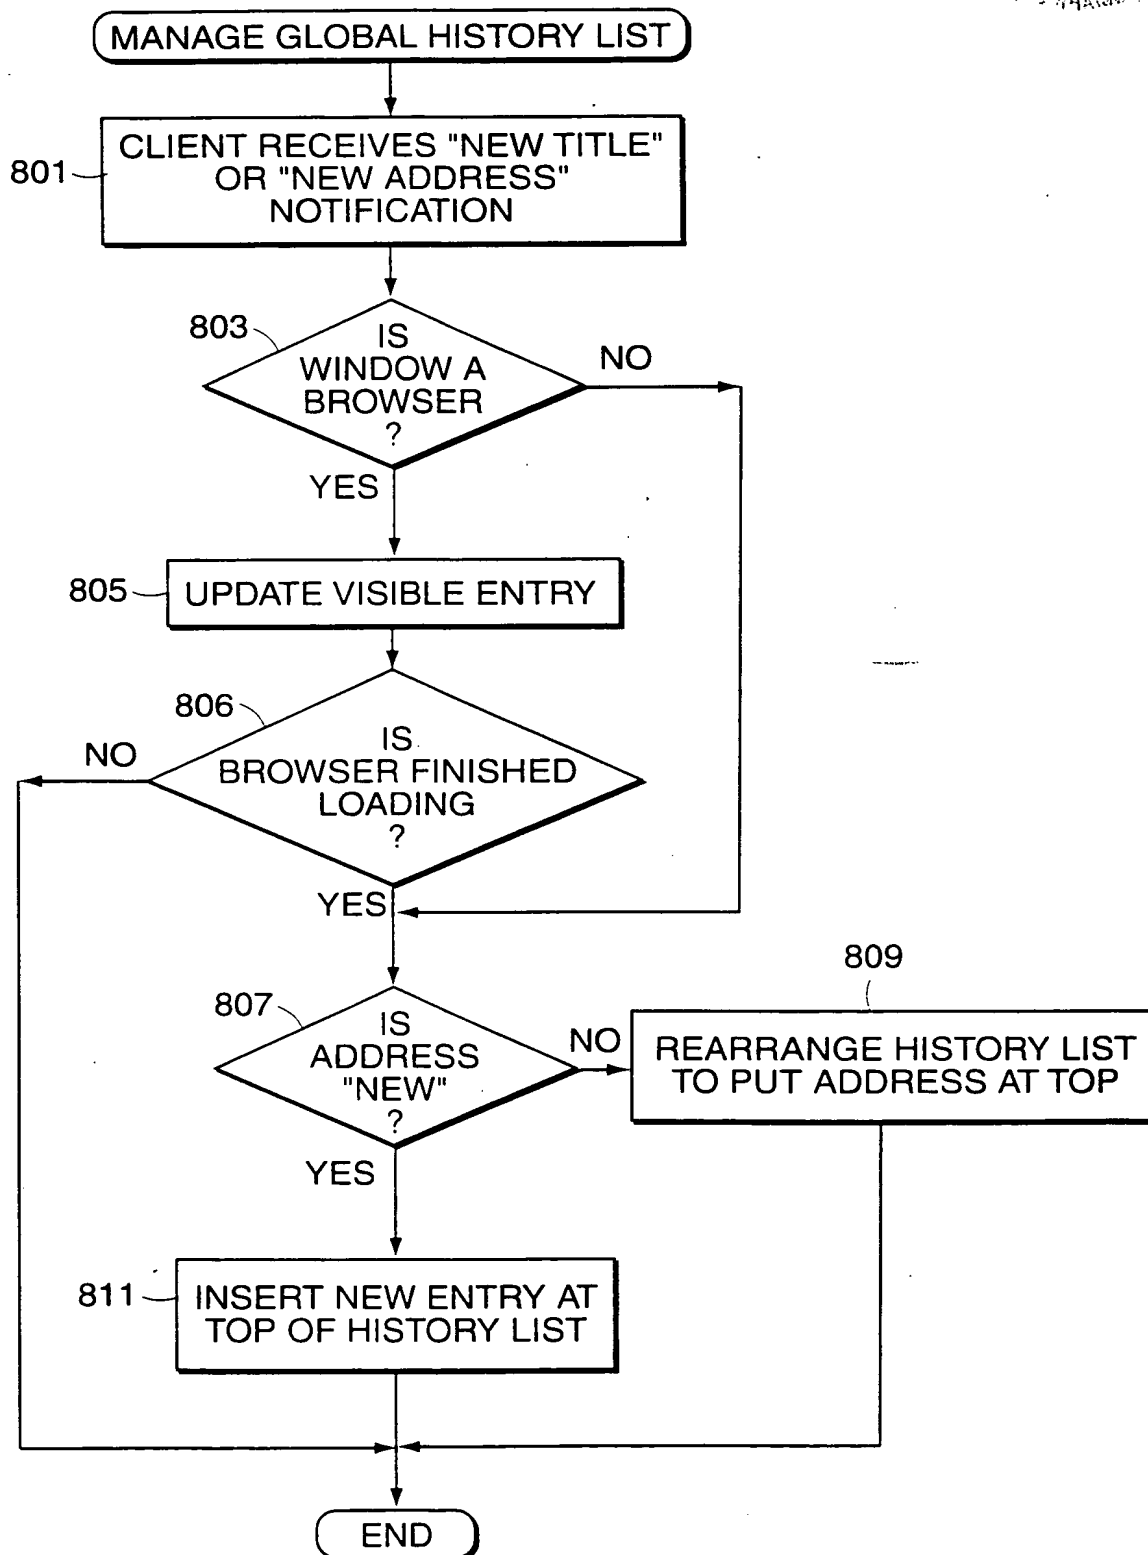 MANAGE GLOBAL HISTORY LIST
801
CLIENT RECEIVES "NEW TITLE"
OR "NEW ADDRESS"
NOTIFICATION
803
IS
WINDOW A
BROWSER
?
NO
YES
805
UPDATE VISIBLE ENTRY
806
IS
BROWSER FINISHED
LOADING
?
NO
YES
807
IS
ADDRESS
"NEW"
?
NO
809
REARRANGE HISTORY LIST
TO PUT ADDRESS AT TOP
YES
811
INSERT NEW ENTRY AT
TOP OF HISTORY LIST
END